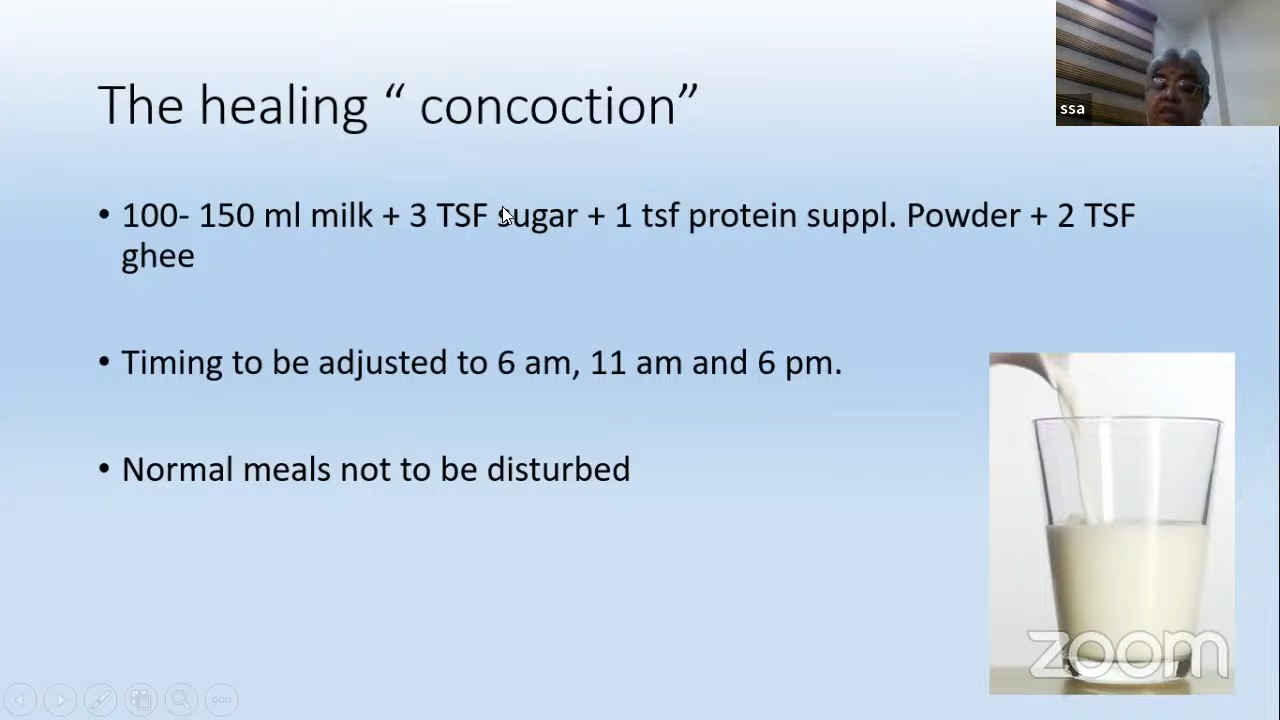 The healing “ concoction”
ssa
• 100- 150 ml milk + 3 TSF sugar + 1 tsf protein suppl. Powder + 2 TSF
ghee
• Timing to be adjusted to 6 am, 11 am and 6 pm.
• Normal meals not to be disturbed
zoom